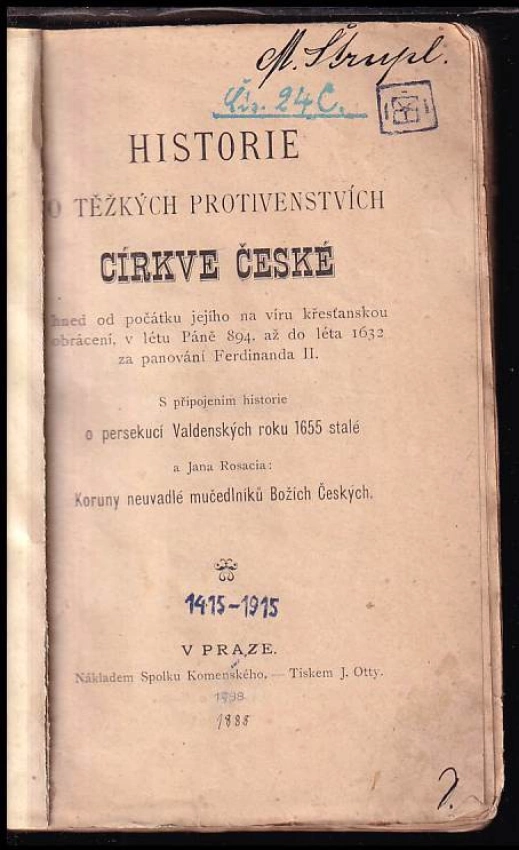 M. Štrupl.
Čís. 24 C.
HISTORIE
O TĚŽKÝCH PROTIVENSTVÍCH
CÍRKVE ČESKÉ
hned od počátku jejího na víru křesťanskou
obrácení, v létu Páně 894. až do léta 1632
za panování Ferdinanda II.
S připojením historie
o persekucí Valdenských roku 1655 stalé
a Jana Rosacia:
Koruny neuvadlé mučedlníků Božích Českých.
1415-1915
V PRAZE.
Nákladem Spolku Komenského. — Tiskem J. Otty.
1888